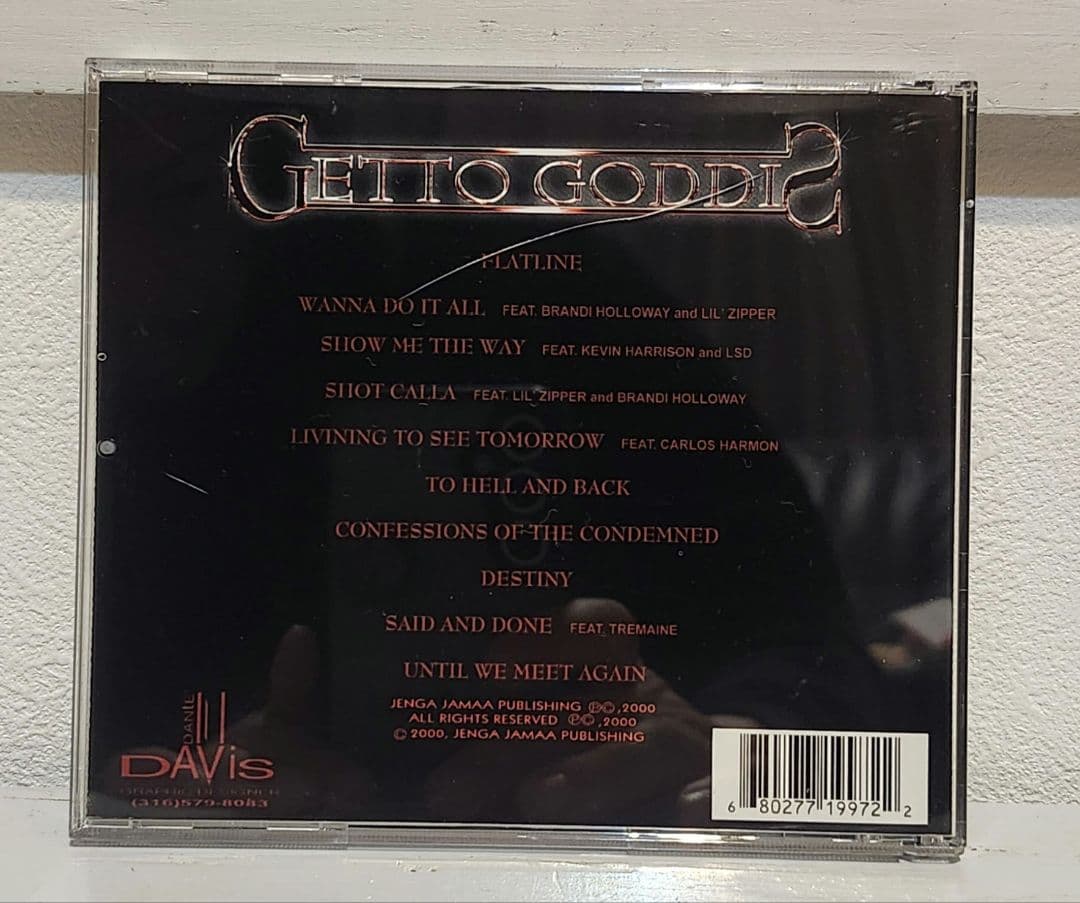 GETTO GODDIS
FLATLINE
WANNA DO IT ALL FEAT. BRANDI HOLLOWAY and LIL' ZIPPER
SHOW ME THE WAY FEAT. KEVIN HARRISON and LSD
SHOT CALLA FEAT. LIL' ZIPPER and BRANDI HOLLOWAY
LIVINING TO SEE TOMORROW FEAT. CARLOS HARMON
TO HELL AND BACK
CONFESSIONS OF THE CONDEMNED
DESTINY
SAID AND DONE FEAT. TREMAINE
UNTIL WE MEET AGAIN
JENGA JAMAA PUBLISHING ℗©,2000
ALL RIGHTS RESERVED ℗©,2000
© 2000, JENGA JAMAA PUBLISHING
DANTE'
DAVIS
GRAPHIC DESIGNER
(316)579-8083
6 80277 19972 2